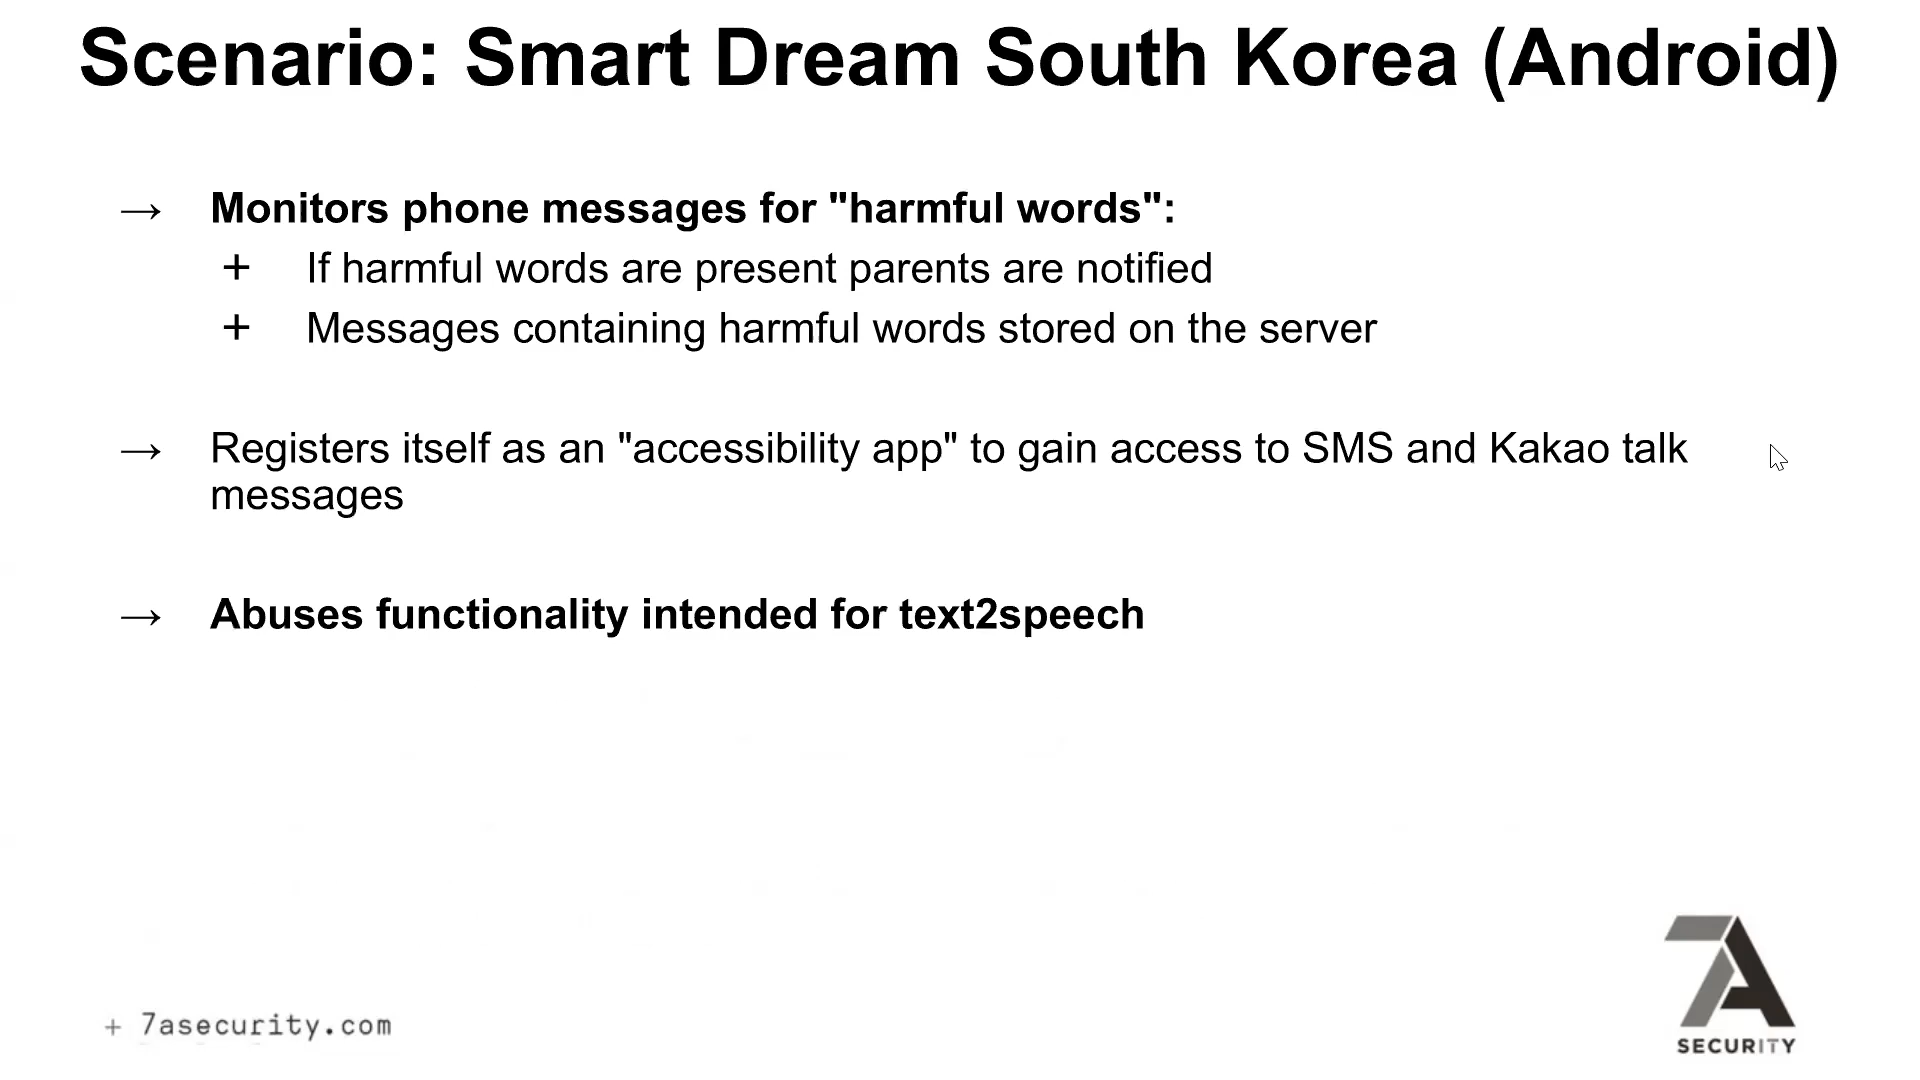 Scenario: Smart Dream South Korea (Android)
→ Monitors phone messages for "harmful words":
+ If harmful words are present parents are notified
+ Messages containing harmful words stored on the server
→ Registers itself as an "accessibility app" to gain access to SMS and Kakao talk
messages
→ Abuses functionality intended for text2speech
+ 7asecurity.com
7A
SECURITY